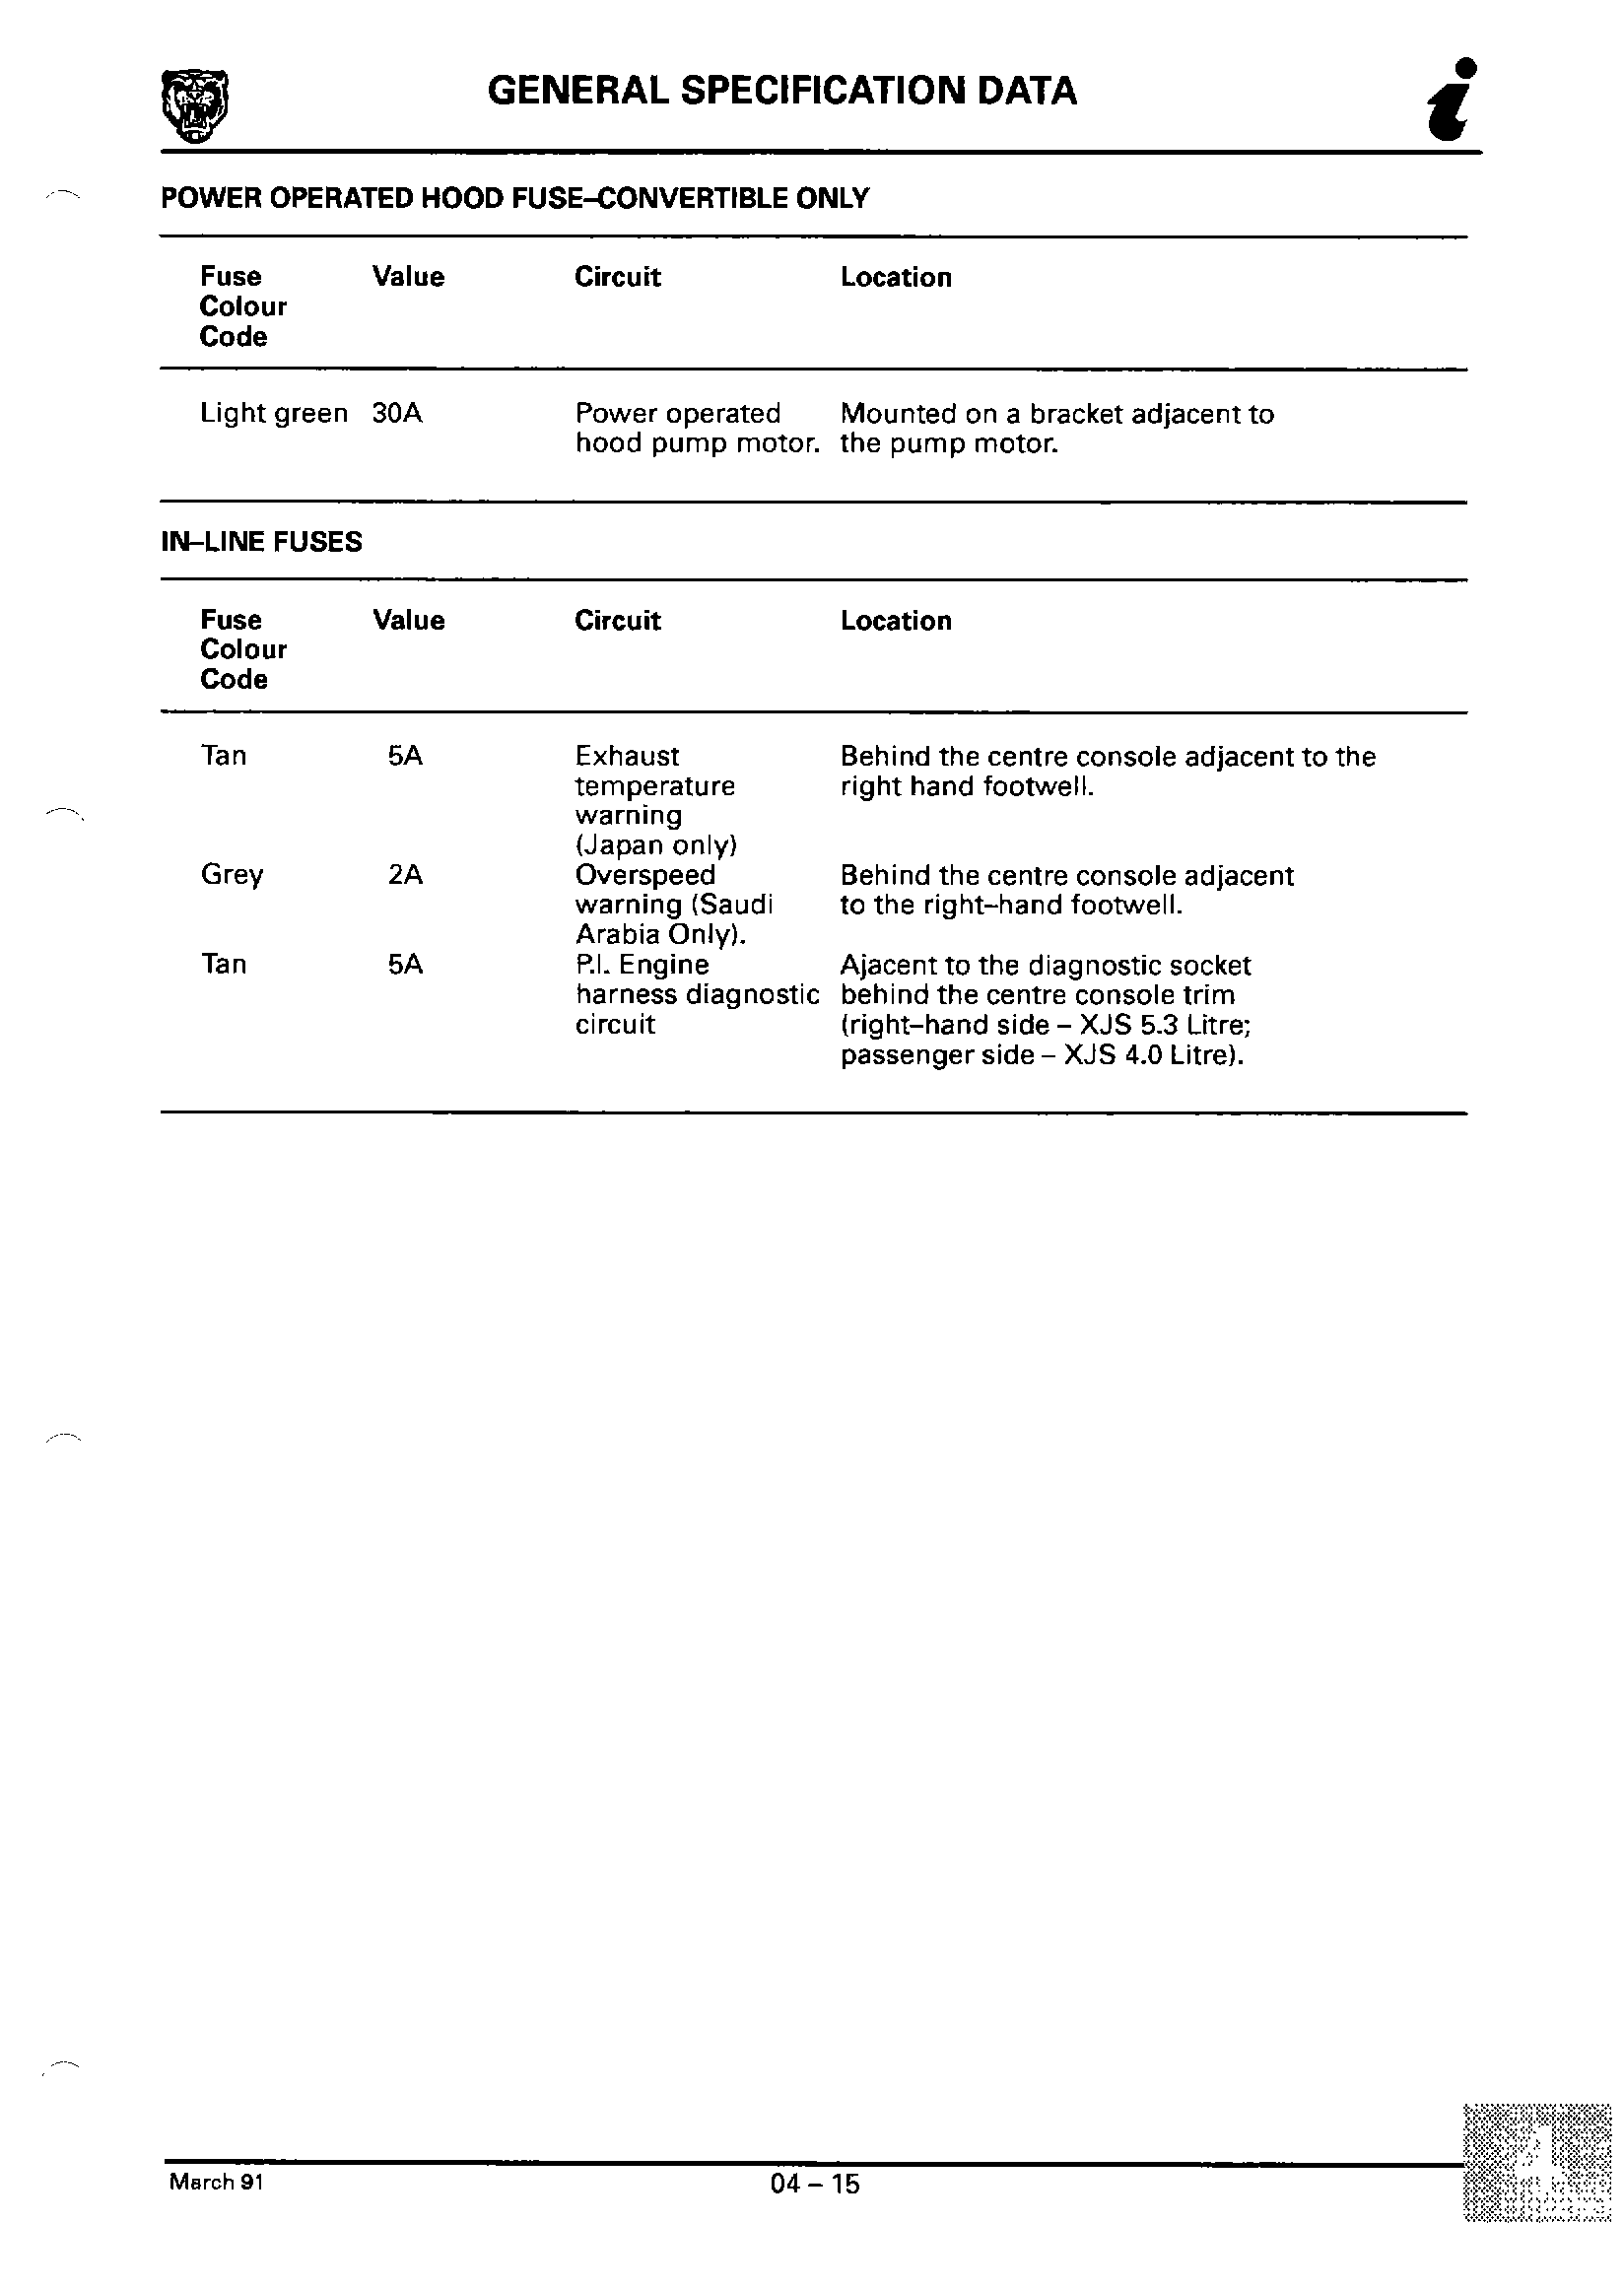 GENERAL SPECIFICATION DATA
i
POWER OPERATED HOOD FUSE–CONVERTIBLE ONLY
Fuse Colour Code Value Circuit Location
Light green 30A Power operated Mounted on a bracket adjacent to
hood pump motor. the pump motor.
IN–LINE FUSES
Fuse Value Circuit Location
Colour
Code
Tan 5A Exhaust Behind the centre console adjacent to the
temperature right hand footwell.
warning
(Japan only)
Grey 2A Overspeed Behind the centre console adjacent
warning (Saudi to the right–hand footwell.
Arabia Only).
Tan 5A P.I. Engine Ajacent to the diagnostic socket
harness diagnostic behind the centre console trim
circuit (right–hand side – XJS 5.3 Litre;
passenger side – XJS 4.0 Litre).
March 91 04 – 15
4